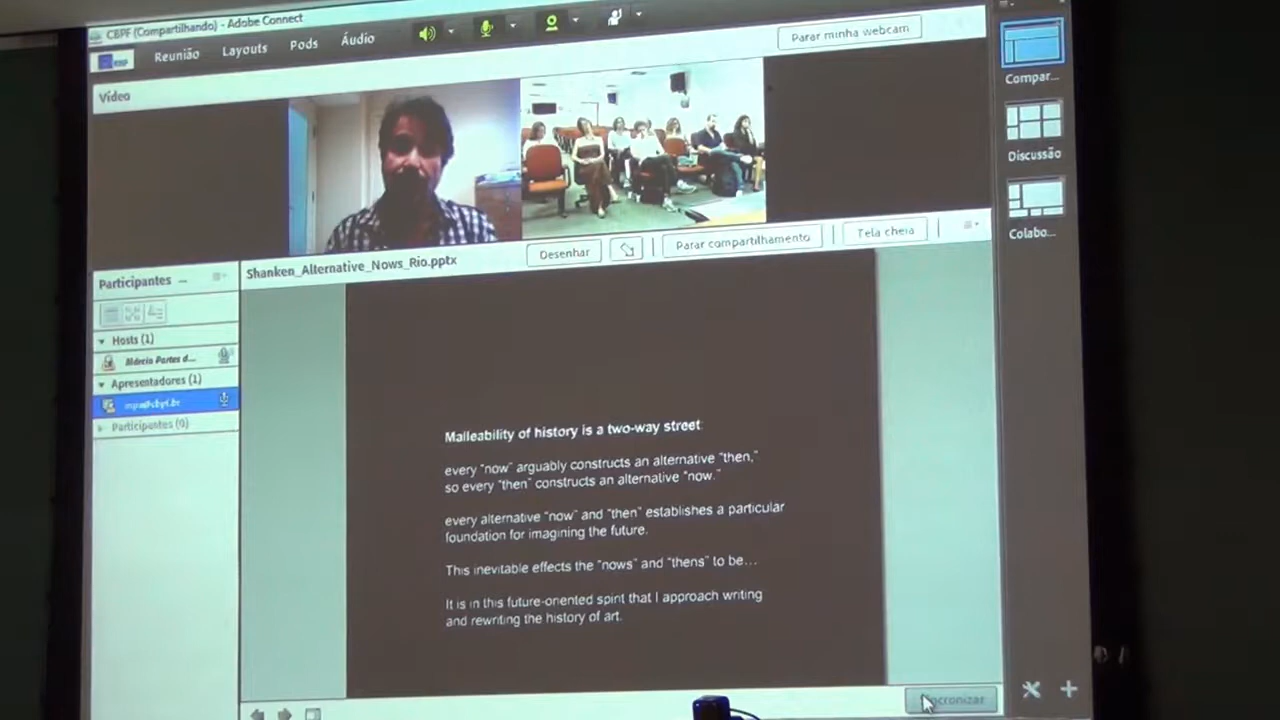 CBPF (Compartilhando) - Adobe Connect
Reunião Layouts Pods Áudio
Parar minha webcam
Vídeo
Compar...
Discussão
Colabo...
Desenhar
Parar compartilhamento
Tela cheia
Participantes
Shanken_Alternative_Nows_Rio.pptx
Hosts (1)
Márcio Portes d...
Apresentadores (1)
Participantes (0)
Malleability of history is a two-way street:
every "now" arguably constructs an alternative "then,"
so every "then" constructs an alternative "now."
every alternative "now" and "then" establishes a particular
foundation for imagining the future.
This inevitable effects the "nows" and "thens" to be...
It is in this future-oriented spirit that I approach writing
and rewriting the history of art.
Sincronizar